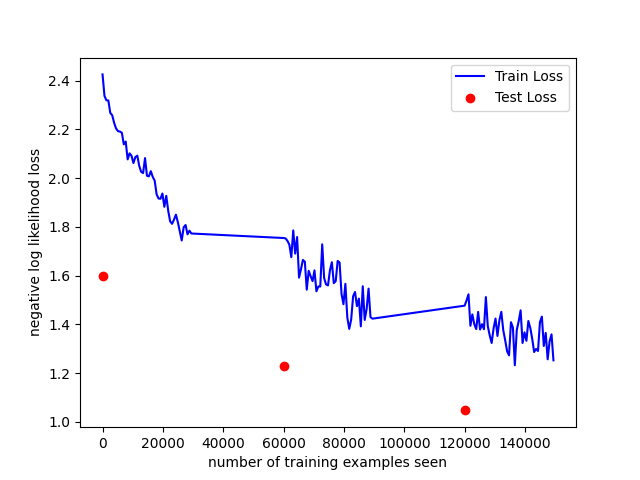 Train Loss
Test Loss
2.4
2.2
2.0
1.8
1.6
1.4
1.2
1.0
negative log likelihood loss
0 20000 40000 60000 80000 100000 120000 140000
number of training examples seen